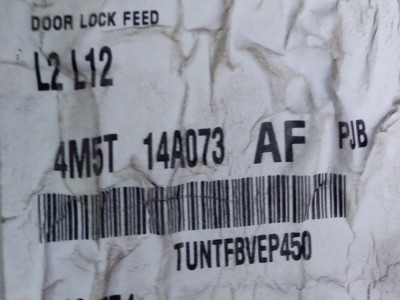 DOOR LOCK FEED
L2 L12
4M5T 14A073 AF PJB
TUNTFBVEP450